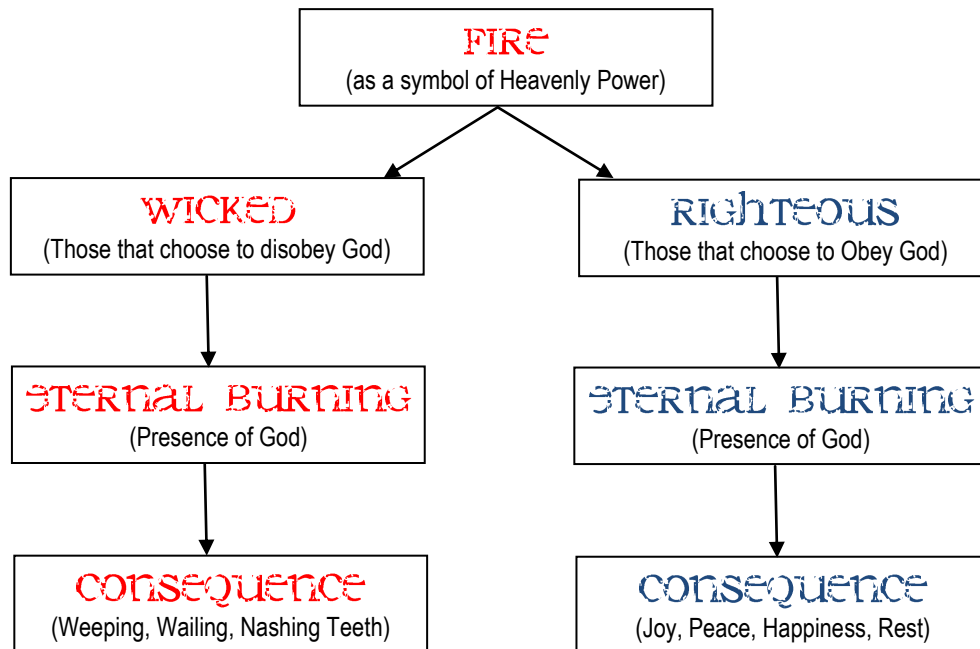 FIRE
(as a symbol of Heavenly Power)
WICKED
(Those that choose to disobey God)
RIGHTEOUS
(Those that choose to Obey God)
ETERNAL BURNING
(Presence of God)
ETERNAL BURNING
(Presence of God)
CONSEQUENCE
(Weeping, Wailing, Nashing Teeth)
CONSEQUENCE
(Joy, Peace, Happiness, Rest)